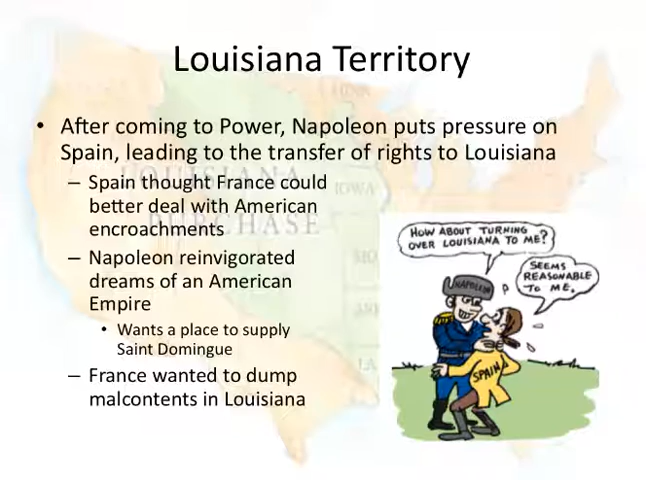 Louisiana Territory
• After coming to Power, Napoleon puts pressure on
Spain, leading to the transfer of rights to Louisiana
– Spain thought France could
better deal with American
encroachments
– Napoleon reinvigorated
dreams of an American
Empire
• Wants a place to supply
Saint Domingue
– France wanted to dump
malcontents in Louisiana
HOW ABOUT TURNING
OVER LOUISIANA TO ME?
SEEMS
REASONABLE
TO ME.
NAPOLEON
SPAIN
LOUISIANA
PURCHASE
IOWA